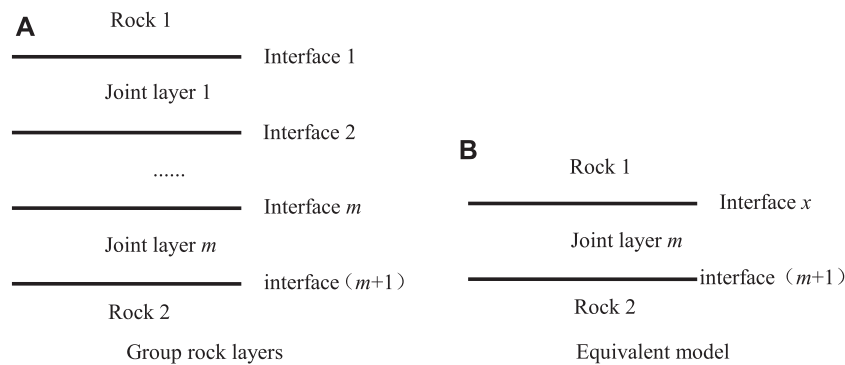 A
Rock 1
Interface 1
Joint layer 1
Interface 2
......
Interface m
Joint layer m
interface（m+1）
Rock 2
Group rock layers
B
Rock 1
Interface x
Joint layer m
interface（m+1）
Rock 2
Equivalent model